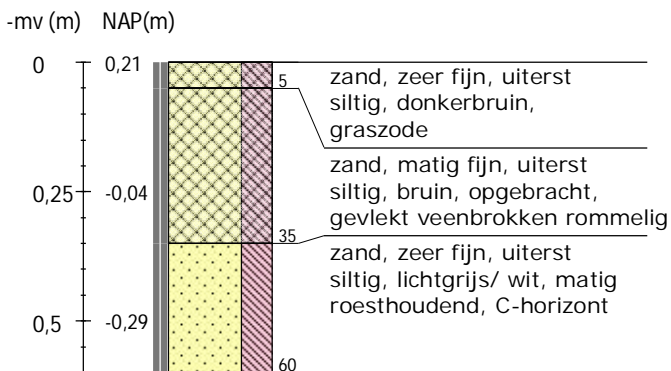 -mv (m) NAP(m)
0 0,21
5
zand, zeer fijn, uiterst
siltig, donkerbruin,
graszode
zand, matig fijn, uiterst
siltig, bruin, opgebracht,
gevlekt veenbrokken rommelig
0,25 -0,04
35
zand, zeer fijn, uiterst
siltig, lichtgrijs/ wit, matig
roesthoudend, C-horizont
0,5 -0,29
60